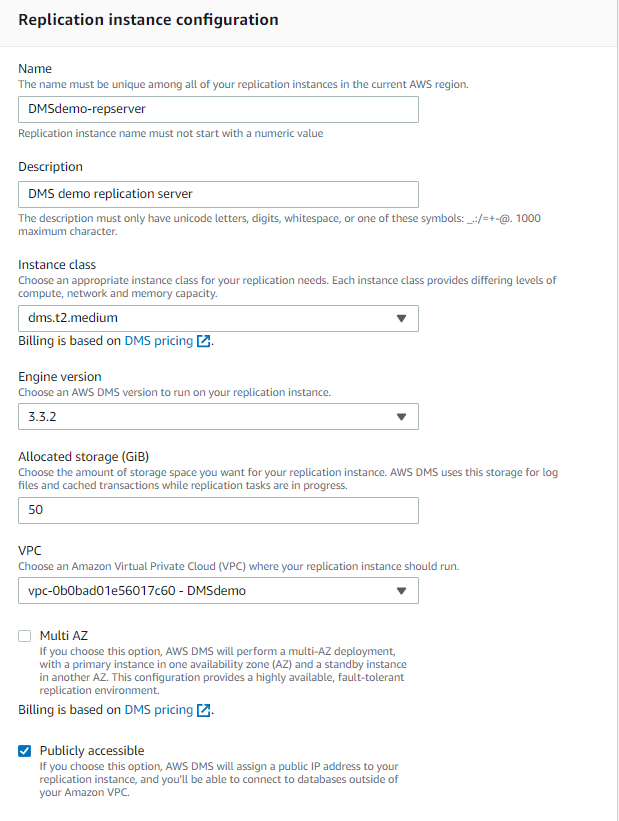 Replication instance configuration
Name
The name must be unique among all of your replication instances in the current AWS region.
DMSdemo-repserver
Replication instance name must not start with a numeric value
Description
DMS demo replication server
The description must only have unicode letters, digits, whitespace, or one of these symbols: _.:/=+-@. 1000
maximum character.
Instance class
Choose an appropriate instance class for your replication needs. Each instance class provides differing levels of
compute, network and memory capacity.
dms.t2.medium
Billing is based on DMS pricing.
Engine version
Choose an AWS DMS version to run on your replication instance.
3.3.2
Allocated storage (GiB)
Choose the amount of storage space you want for your replication instance. AWS DMS uses this storage for log
files and cached transactions while replication tasks are in progress.
50
VPC
Choose an Amazon Virtual Private Cloud (VPC) where your replication instance should run.
vpc-0b0bad01e56017c60 - DMSdemo
Multi AZ
If you choose this option, AWS DMS will perform a multi-AZ deployment,
with a primary instance in one availability zone (AZ) and a standby instance
in another AZ. This configuration provides a highly available, fault-tolerant
replication environment.
Billing is based on DMS pricing.
Publicly accessible
If you choose this option, AWS DMS will assign a public IP address to your
replication instance, and you'll be able to connect to databases outside of
your Amazon VPC.